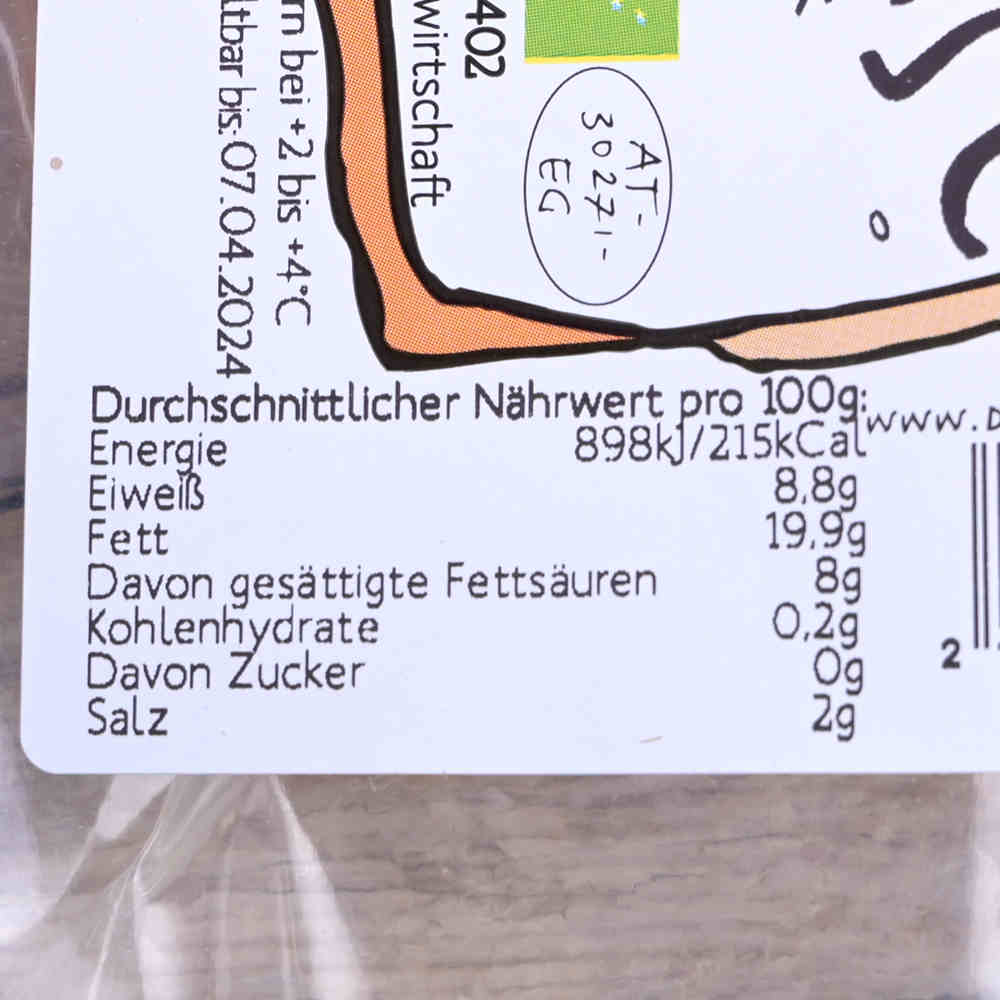 402
wirtschaft
bei +2 bis +4°C
bis: 07.04.2024
AT-
30271-
EG
Durchschnittlicher Nährwert pro 100g:
www.
Energie 898kJ/215kCal
Eiweiß 8,8g
Fett 19,9g
Davon gesättigte Fettsäuren 8g
Kohlenhydrate 0,2g
Davon Zucker 0g
Salz 2g
2